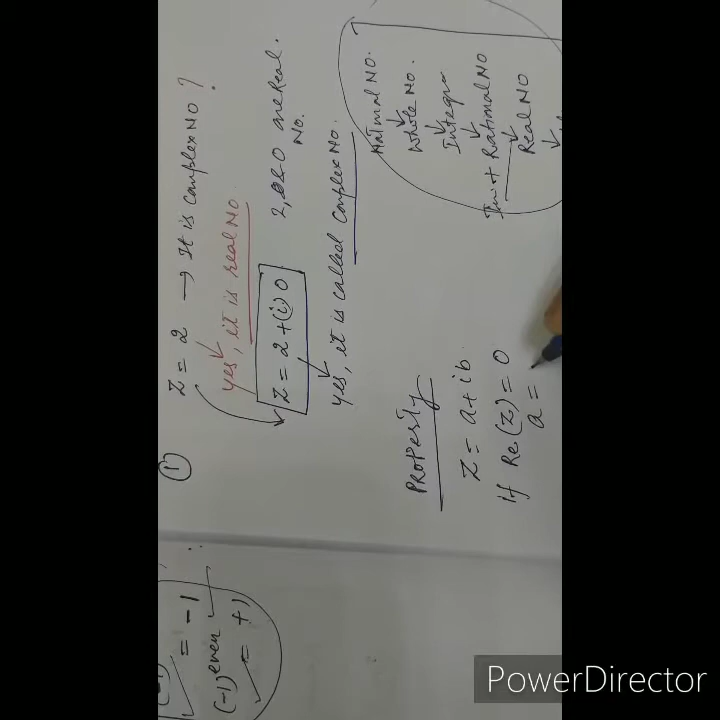 ① Z = 2 → It is complex NO ?
yes, it is real NO.
Z = 2 + (i) 0 2, & 0 are Real NO.
yes, it is called complex NO.
Natural NO.
Whole NO.
Rational NO
Real NO
Property
Z = a + ib
If Re(Z) = 0
a =
= -1
(-1)even = +1
PowerDirector